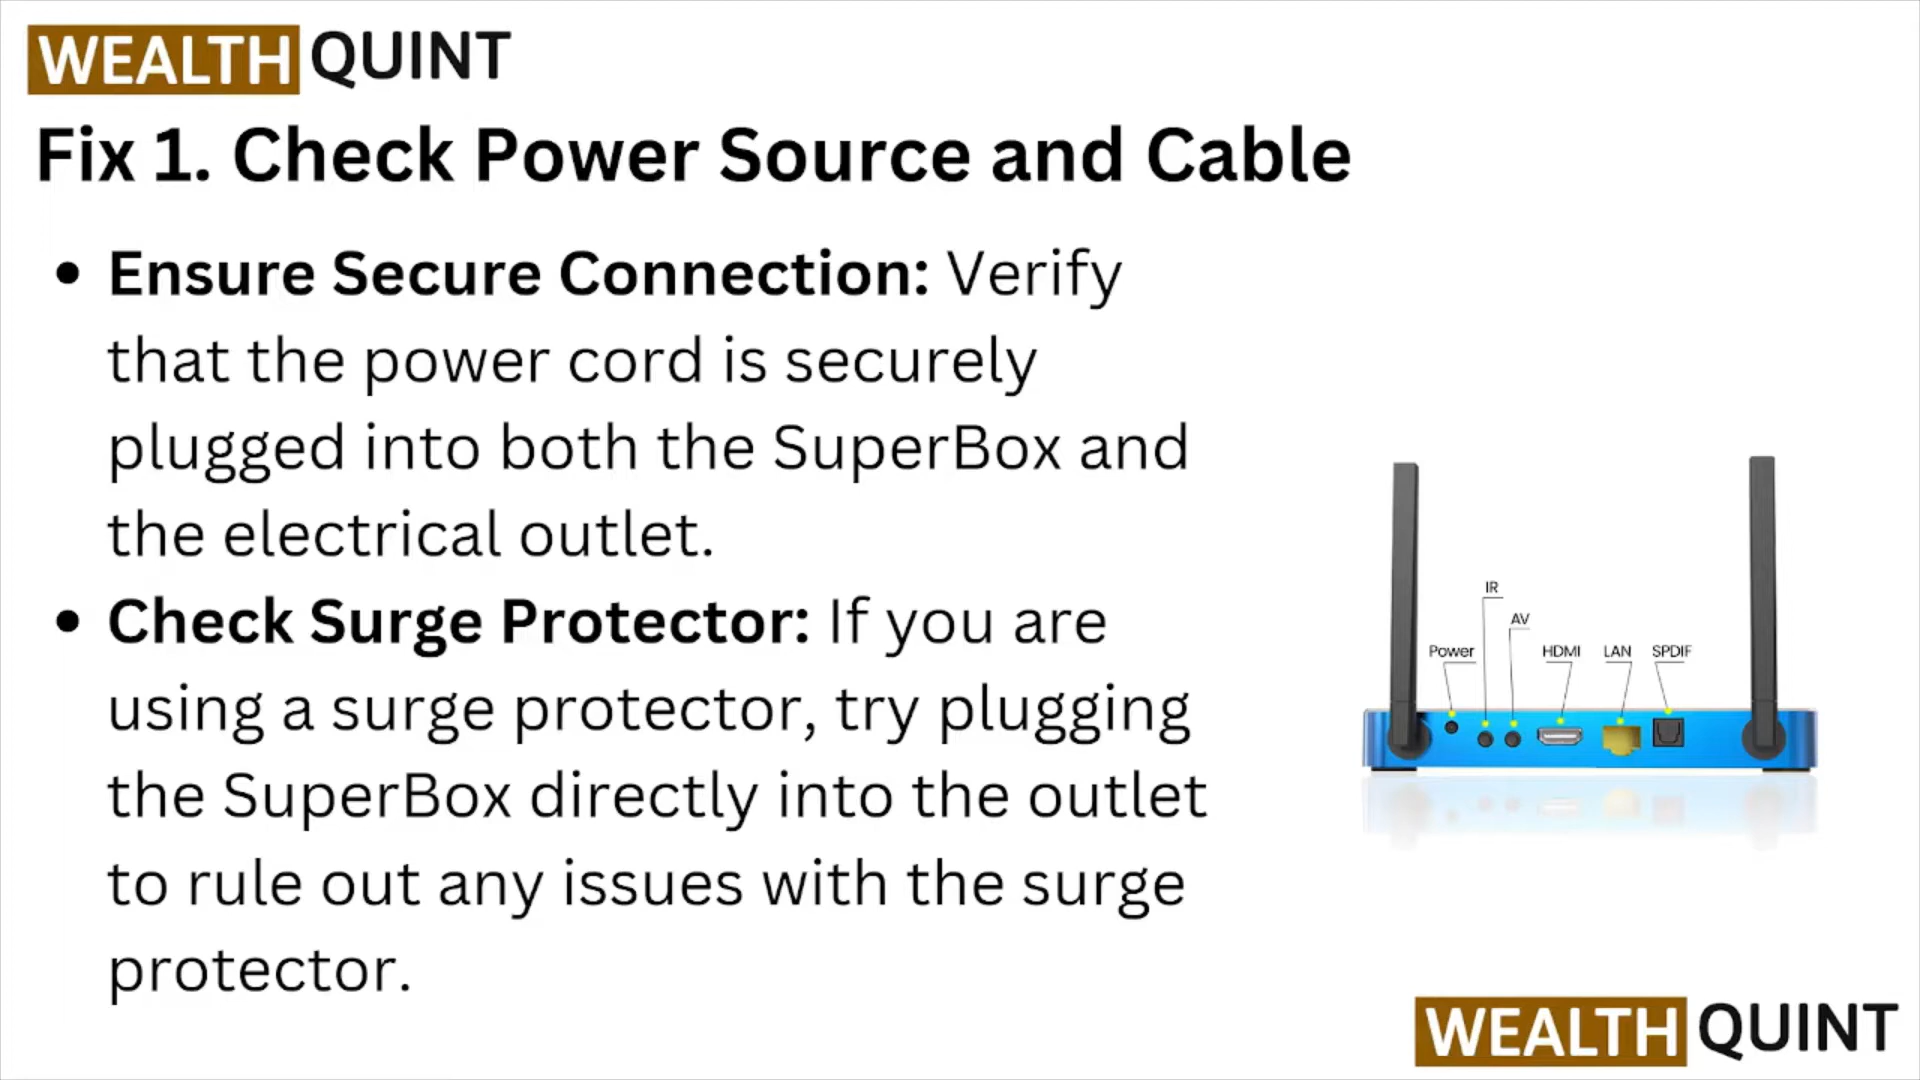 WEALTH QUINT
Fix 1. Check Power Source and Cable
• Ensure Secure Connection: Verify
that the power cord is securely
plugged into both the SuperBox and
the electrical outlet.
• Check Surge Protector: If you are
using a surge protector, try plugging
the SuperBox directly into the outlet
to rule out any issues with the surge
protector.
IR
AV
Power HDMI LAN SPDIF
WEALTH QUINT